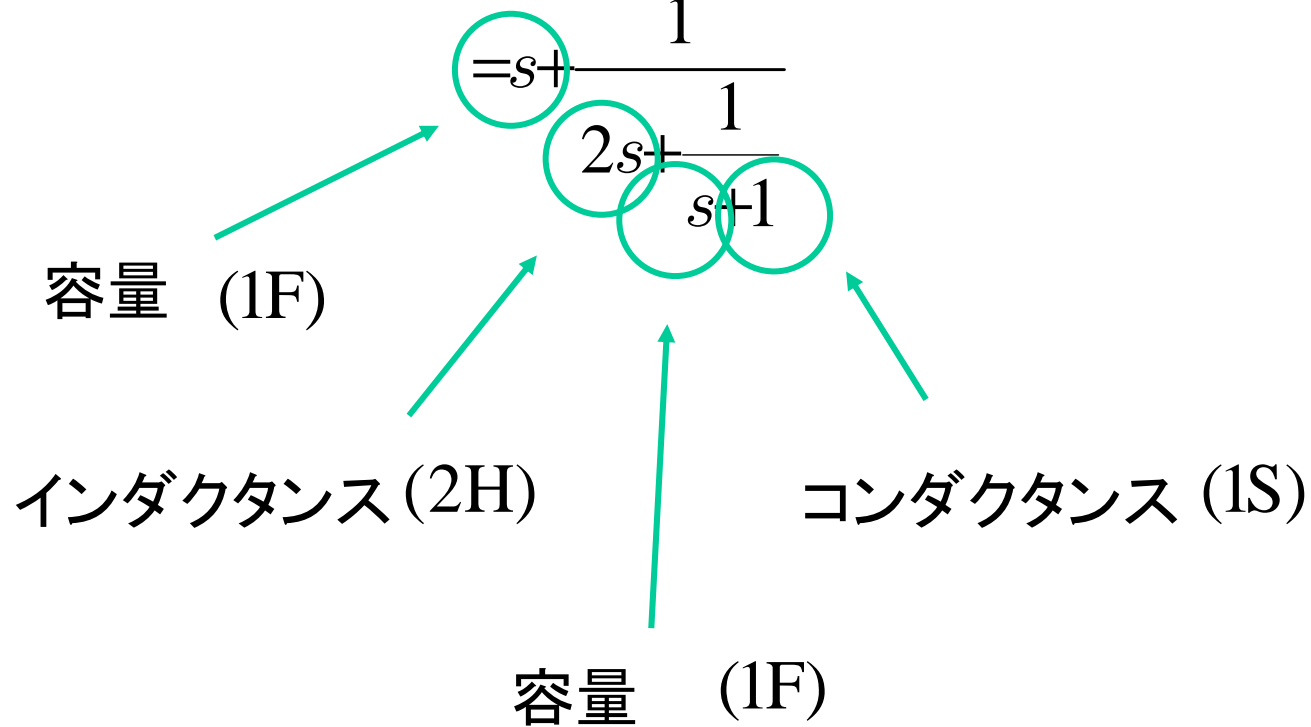 1
=s+
1
2s+
s+1
容量 (1F)
インダクタンス (2H)
コンダクタンス (1S)
容量 (1F)